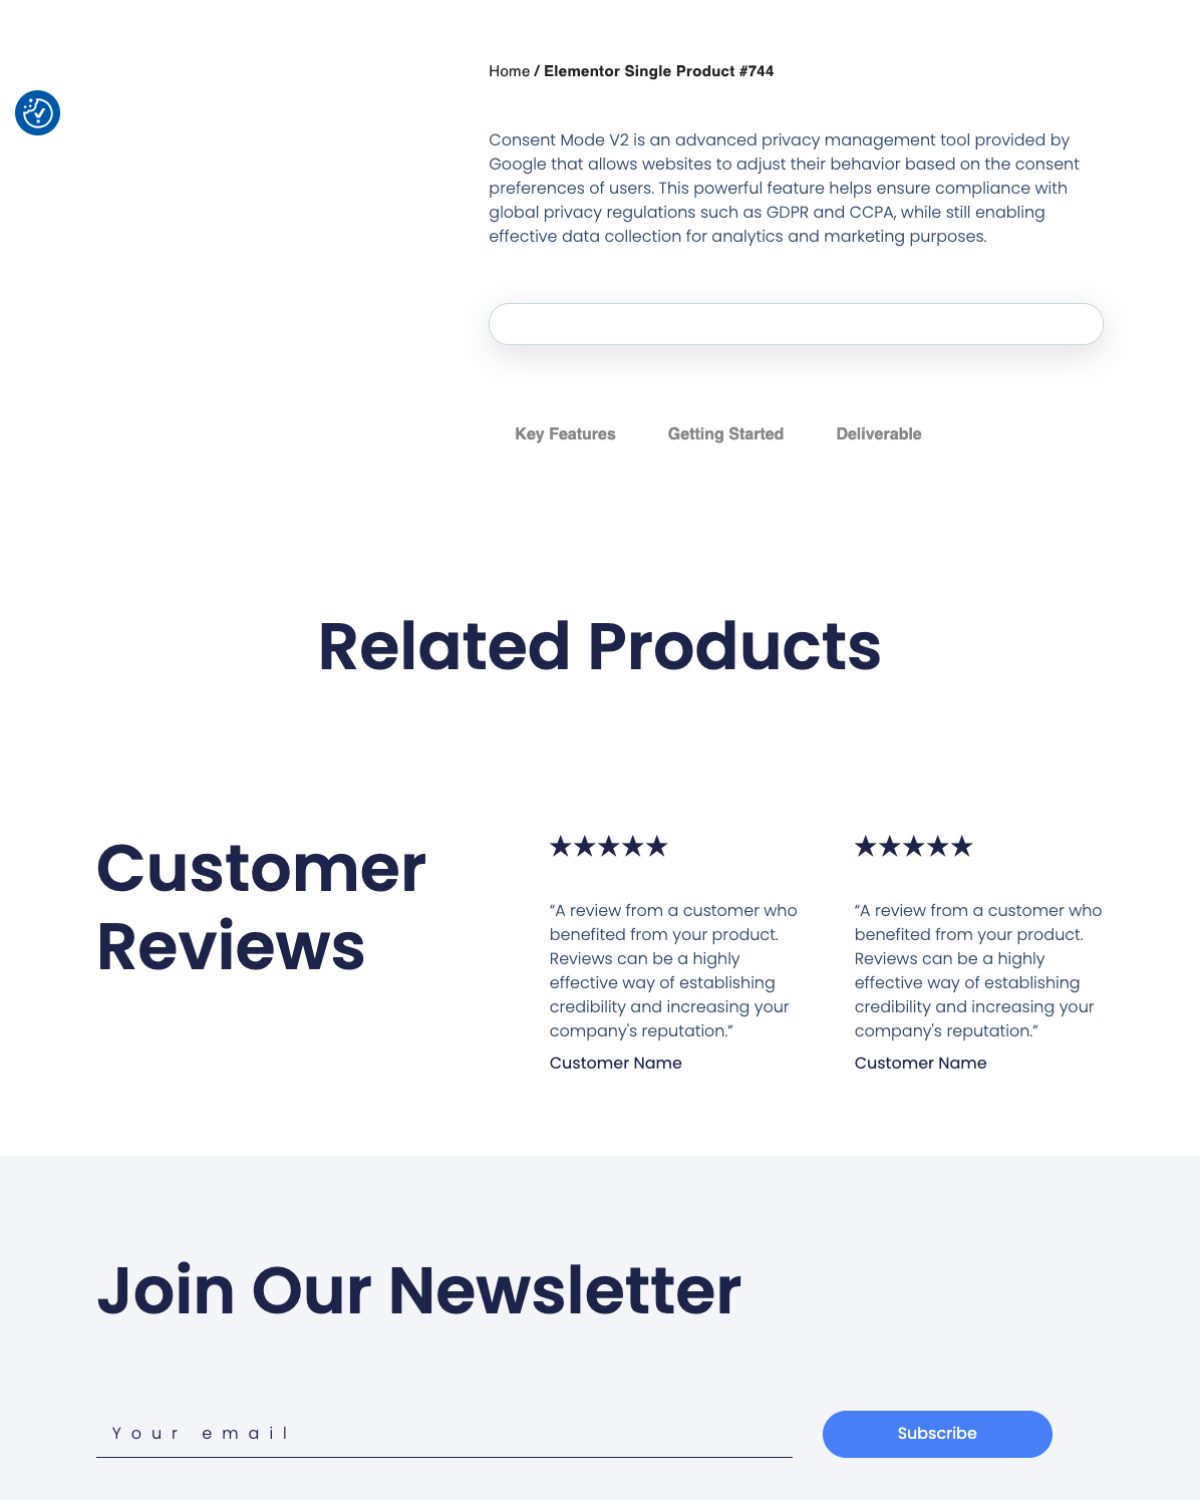 Home / Elementor Single Product #744
Consent Mode V2 is an advanced privacy management tool provided by
Google that allows websites to adjust their behavior based on the consent
preferences of users. This powerful feature helps ensure compliance with
global privacy regulations such as GDPR and CCPA, while still enabling
effective data collection for analytics and marketing purposes.
Key Features
Getting Started
Deliverable
Related Products
Customer
Reviews
★★★★★
“A review from a customer who
benefited from your product.
Reviews can be a highly
effective way of establishing
credibility and increasing your
company's reputation.”
Customer Name
★★★★★
“A review from a customer who
benefited from your product.
Reviews can be a highly
effective way of establishing
credibility and increasing your
company's reputation.”
Customer Name
Join Our Newsletter
Your email
Subscribe